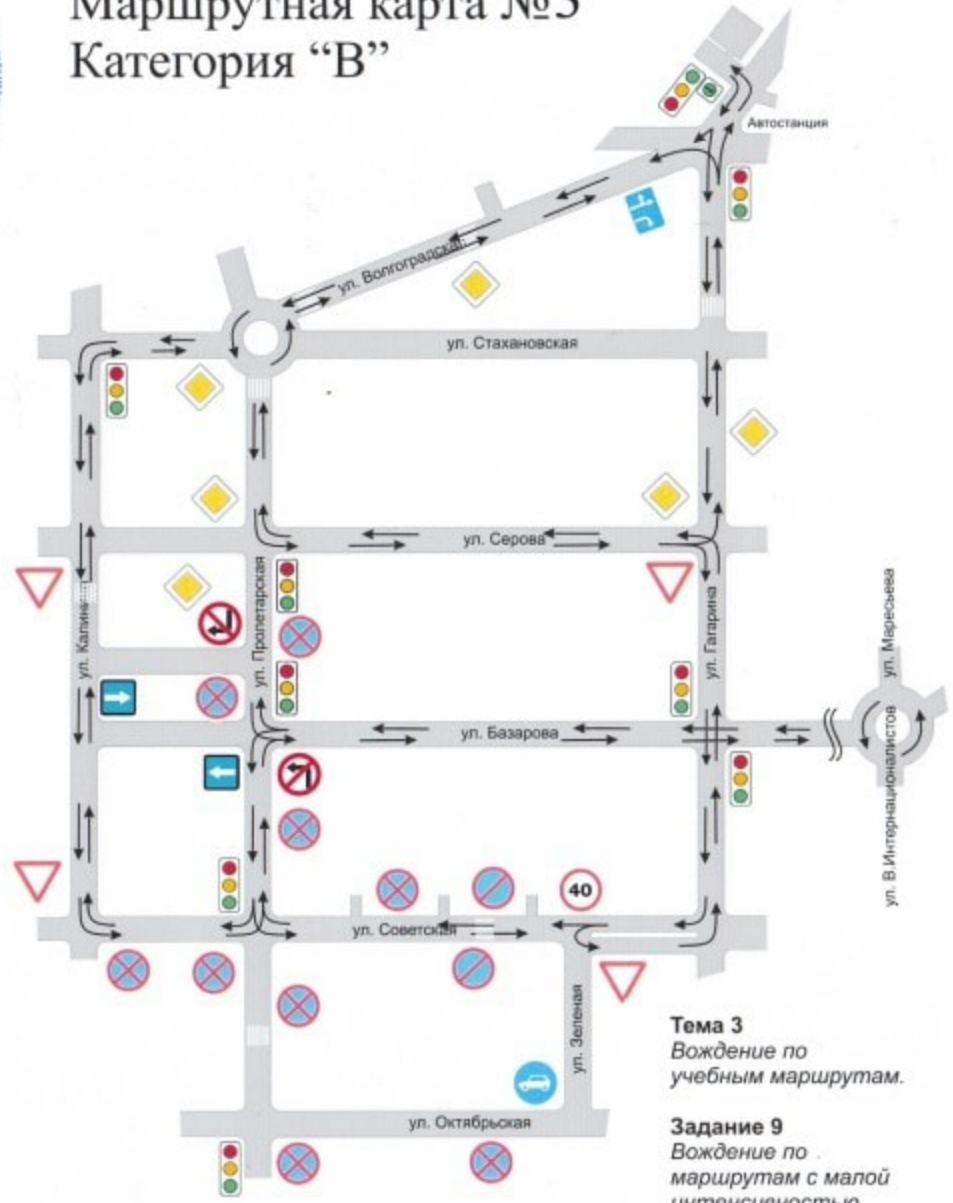 Маршрутная карта №3
Категория “В”
Автостанция
ул. Волгоградская
ул. Стахановская
ул. Серова
ул. Пролетарская
ул. Гагарина
ул. Маресьева
ул. Базарова
ул. В.Интернационалистов
40
ул. Советская
ул. Зеленая
ул. Октябрьская
Тема 3
Вождение по
учебным маршрутам.
Задание 9
Вождение по
маршрутам с малой
интенсивностью